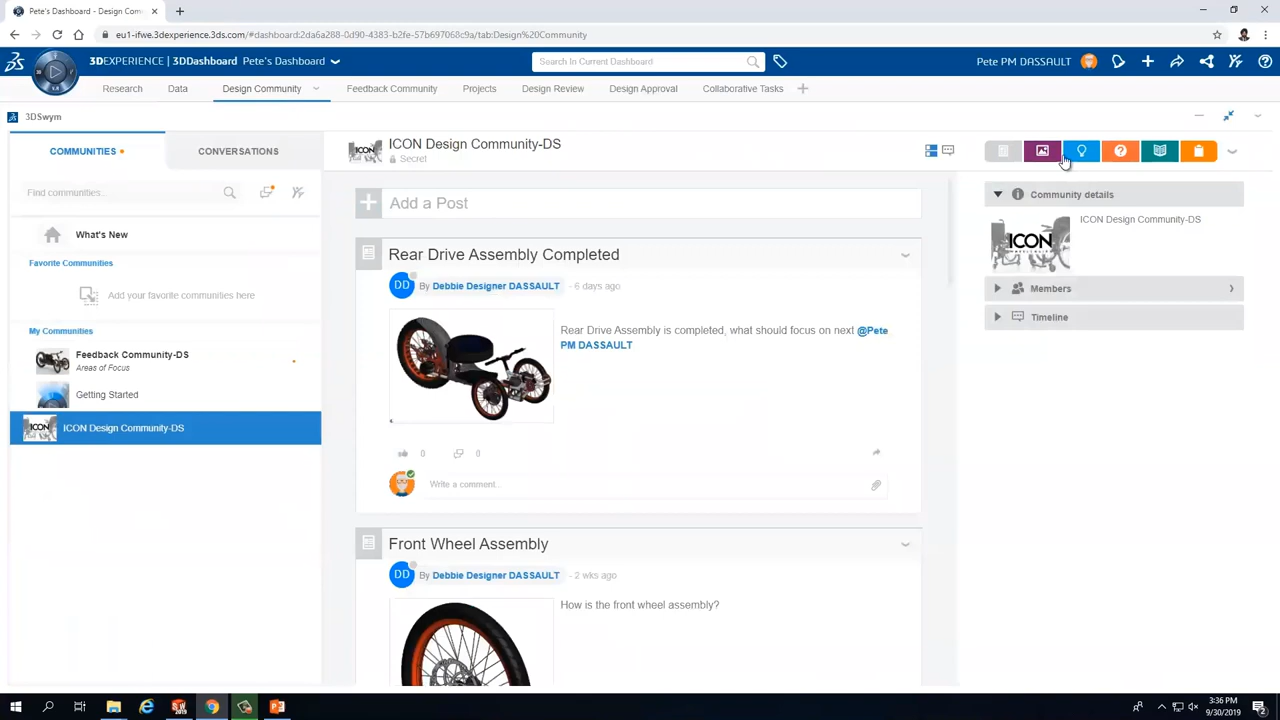 Pete's Dashboard - Design Comm
eu1-ifwe.3dexperience.3ds.com/#dashboard:2da6a288-0d90-4383-b2fe-57b697068c9a/tab:Design%20Community
3DEXPERIENCE | 3DDashboard Pete's Dashboard
Search In Current Dashboard
Pete PM DASSAULT
Research
Data
Design Community
Feedback Community
Projects
Design Review
Design Approval
Collaborative Tasks
3DSwym
COMMUNITIES
CONVERSATIONS
Find communities...
What's New
Favorite Communities
Add your favorite communities here
My Communities
Feedback Community-DS
Areas of Focus
Getting Started
ICON
ICON Design Community-DS
ICON
ICON Design Community-DS
Secret
Add a Post
Rear Drive Assembly Completed
DD
By Debbie Designer DASSAULT - 6 days ago
Rear Drive Assembly is completed, what should focus on next @Pete
PM DASSAULT
0
0
Write a comment...
Front Wheel Assembly
DD
By Debbie Designer DASSAULT - 2 wks ago
How is the front wheel assembly?
Community details
ICON
ICON Design Community-DS
Members
Timeline
3:36 PM
9/30/2019